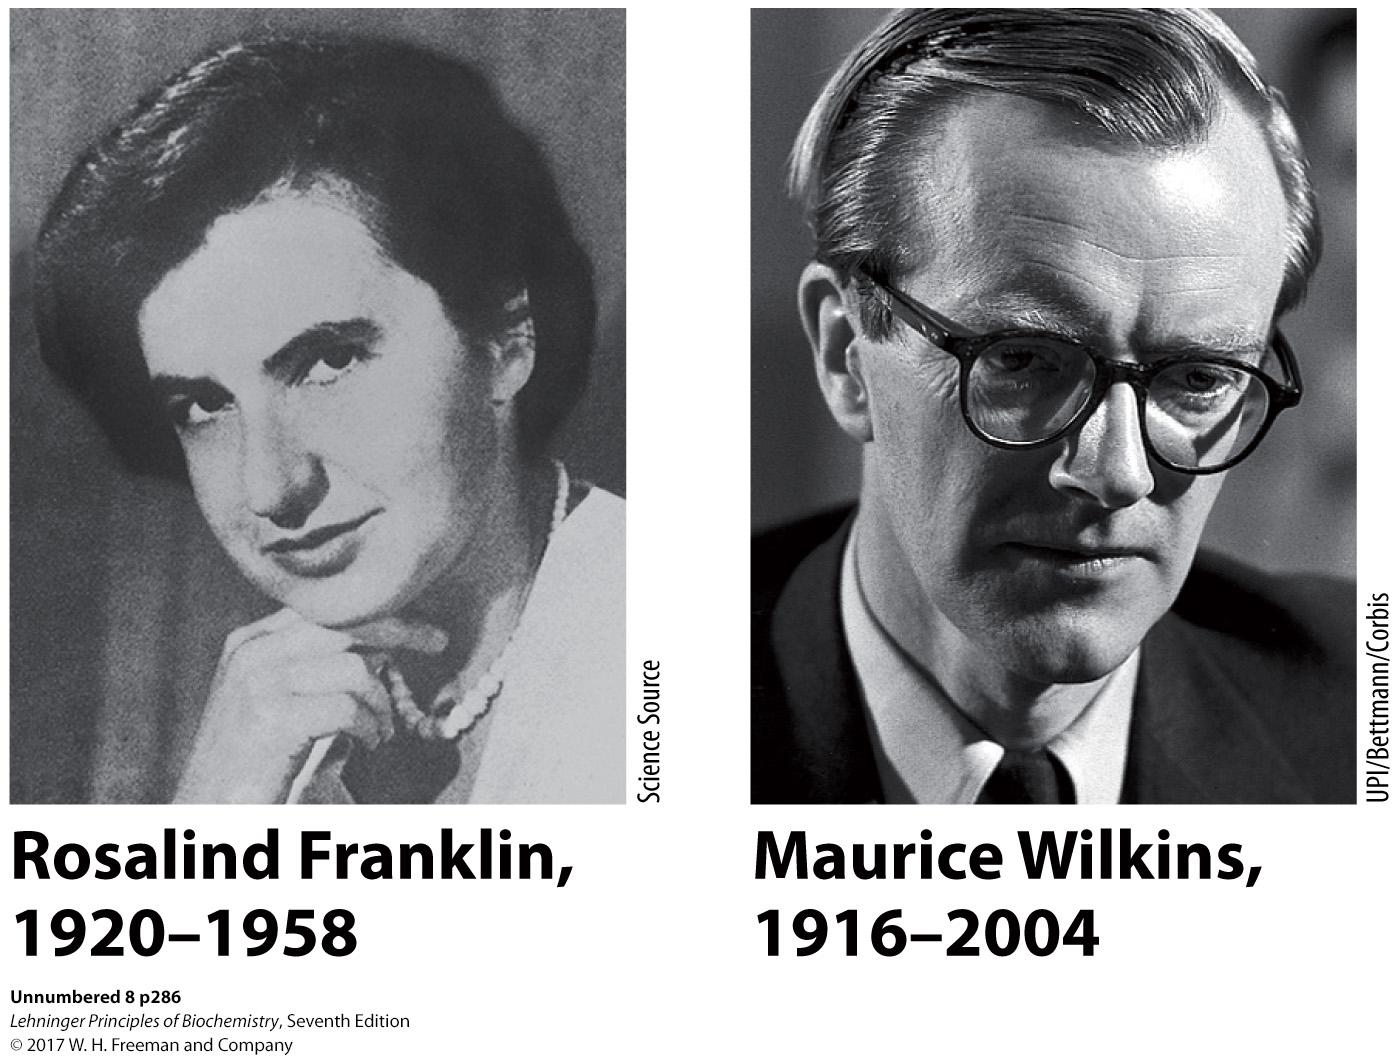 Science Source
UPI/Bettmann/Corbis
Rosalind Franklin,
1920–1958
Maurice Wilkins,
1916–2004
Unnumbered 8 p286
Lehninger Principles of Biochemistry, Seventh Edition
© 2017 W. H. Freeman and Company